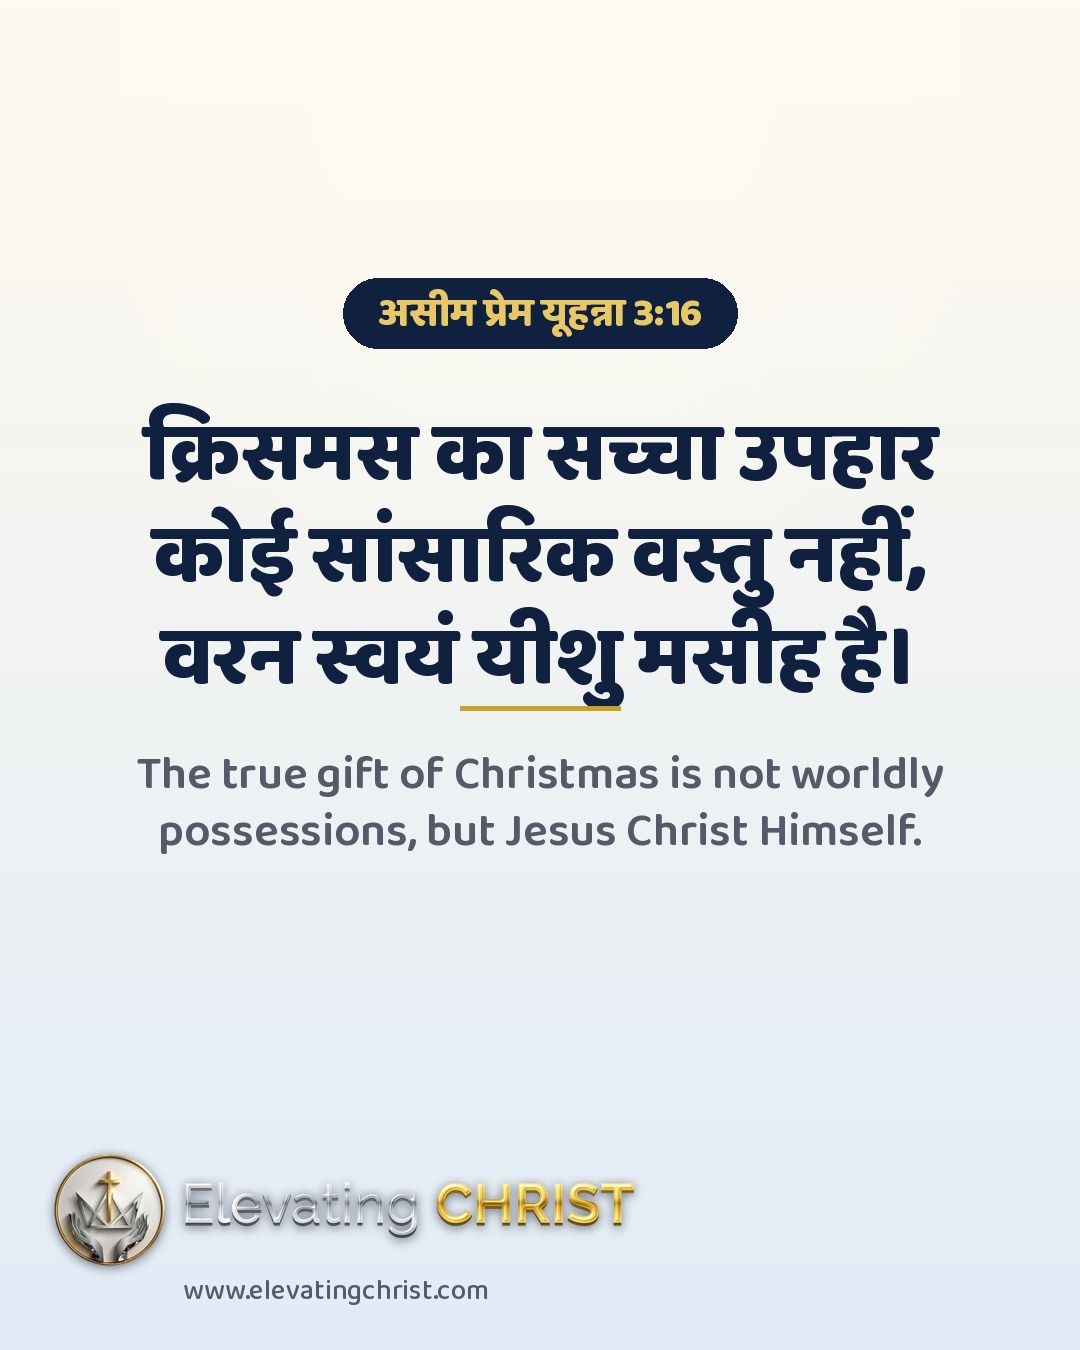 असीम प्रेम यूहन्ना 3:16
क्रिसमस का सच्चा उपहार
कोई सांसारिक वस्तु नहीं,
वरन स्वयं यीशु मसीह है।
The true gift of Christmas is not worldly
possessions, but Jesus Christ Himself.
Elevating CHRIST
www.elevatingchrist.com